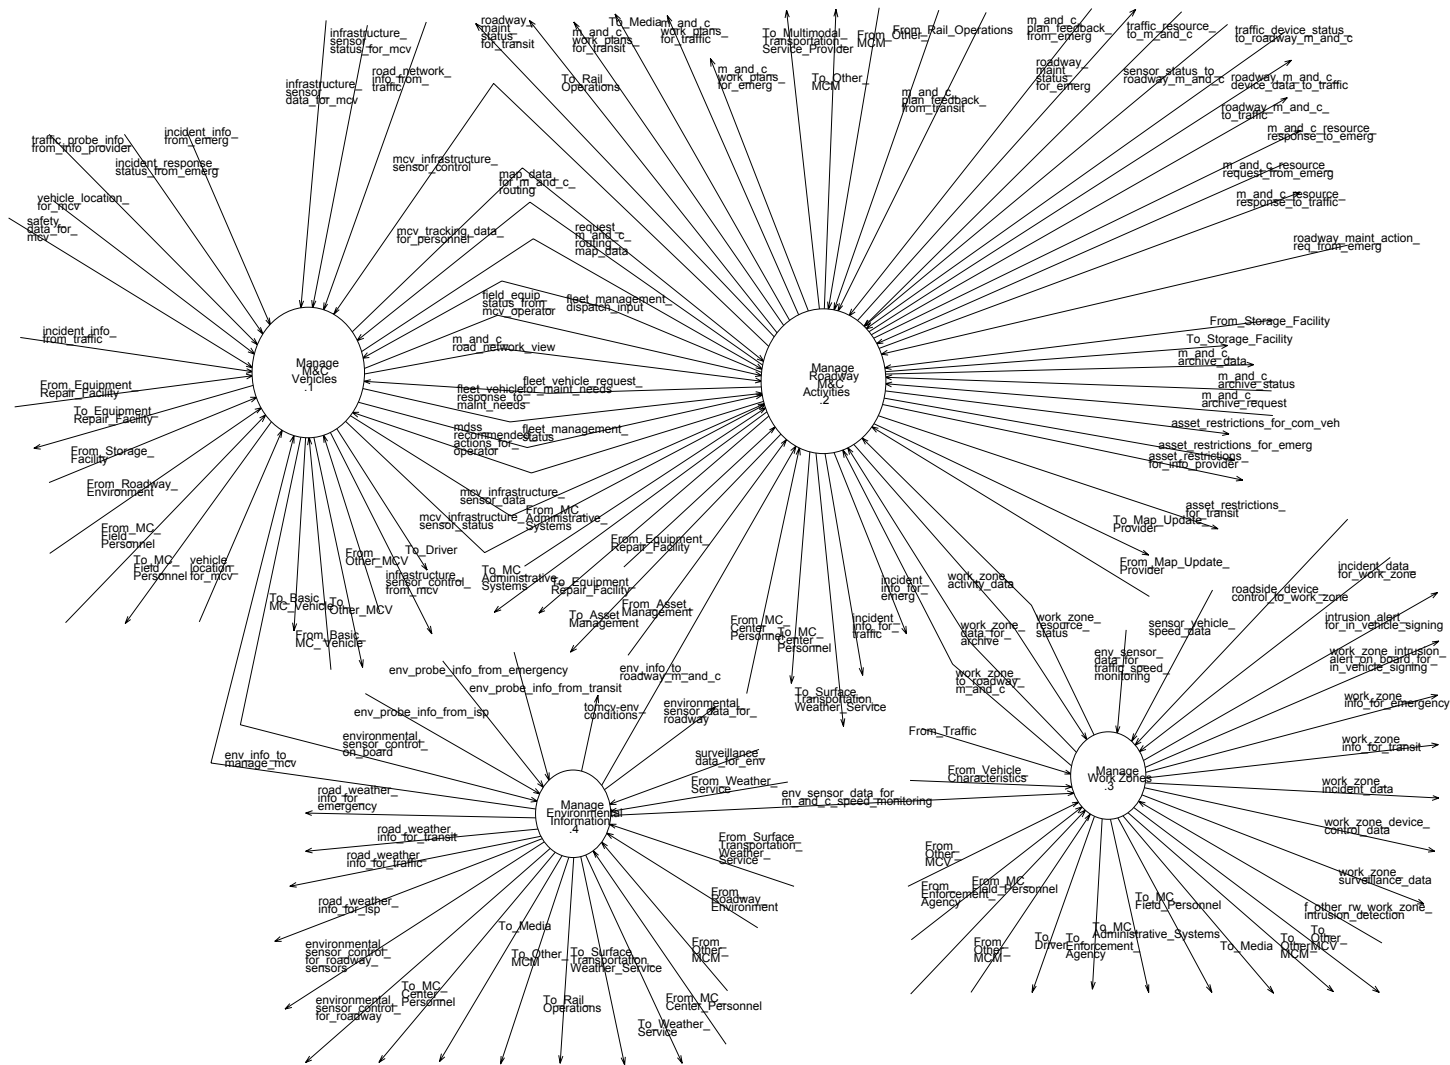 roadway_
maint_
status_
for_transit
To_Rail_
Operations
m_and_c_
work_plans_
for_transit
To_Media
m_and_c_
work_plans_
for_traffic
m_and_c_
work_plans_
for_emerg
To_Multimodal_
Transportation_
Service_Provider
To_Other_
MCM
From_Other_
MCM
From_Rail_Operations
m_and_c_
plan_feedback_
from_transit
m_and_c_
plan_feedback_
from_emerg
roadway_
maint_
status_
for_emerg
traffic_resource_
to_m_and_c
sensor_status_to_
roadway_m_and_c
traffic_device_status_
to_roadway_m_and_c
roadway_m_and_c_
device_data_to_traffic
roadway_m_and_c_
to_traffic
m_and_c_resource_
response_to_emerg
m_and_c_resource_
request_from_emerg
m_and_c_resource_
response_to_traffic
roadway_maint_action_
req_from_emerg
infrastructure_
sensor_
status_for_mcv
infrastructure_
sensor_
data_for_mcv
road_network_
info_from_
traffic
traffic_probe_info_
from_info_provider
incident_info_
from_emerg
incident_response_
status_from_emerg
vehicle_location_
for_mcv
safety_
data_for_
mcv
mcv_infrastructure_
sensor_control
map_data_
for_m_and_c_
routing
mcv_tracking_data_
for_personnel
request_
m_and_c_
routing_
map_data
field_equip_
status_from_
mcv_operator
fleet_management_
dispatch_input
m_and_c_
road_network_view
fleet_vehicle_request_
for_maint_needs
fleet_vehicle_
response_to_
maint_needs
mdss_
recommended_
actions_for_
operator
fleet_management_
status
mcv_infrastructure_
sensor_data
mcv_infrastructure_
sensor_status
incident_info_
from_traffic
From_Equipment_
Repair_Facility
To_Equipment_
Repair_Facility
From_Storage_
Facility
From_Roadway_
Environment
From_MC_
Field_
Personnel
To_MC_
Field_
Personnel
vehicle_
location_
for_mcv
Manage
M&C
Vehicles
.1
Manage
Roadway
M&C
Activities
.2
From_Storage_Facility
To_Storage_Facility
m_and_c_
archive_data
m_and_c_
archive_status
m_and_c_
archive_request
asset_restrictions_for_com_veh
asset_restrictions_for_emerg
asset_restrictions_
for_info_provider
asset_restrictions_
for_transit
To_Map_Update_
Provider
From_Map_Update_
Provider
From_
Other_MCV
To_Driver
infrastructure_
sensor_control_
from_mcv
To_Basic_
MC_Vehicle
To_
Other_MCV
From_Basic_
MC_Vehicle
From_MC_
Administrative_
Systems
To_MC_
Administrative_
Systems
From_Equipment_
Repair_Facility
To_Equipment_
Repair_Facility
From_Asset_
Management
To_Asset_
Management
From_MC_
Center_
Personnel
To_MC_
Center_
Personnel
incident_
info_for_
traffic
incident_
info_for_
emerg
To_Surface_
Transportation_
Weather_Service
work_zone_
activity_data
work_zone_
data_for_
archive
work_zone_
resource_
status
work_zone_
to_roadway_
m_and_c
env_sensor_
data_for_
traffic_speed_
monitoring
sensor_vehicle_
speed_data
roadside_device_
control_to_work_zone
incident_data_
for_work_zone
intrusion_alert_
for_in_vehicle_signing
work_zone_intrusion_
alert_on_board_for_
in_vehicle_signing
work_zone_
info_for_emergency
work_zone_
info_for_transit
work_zone_
incident_data
work_zone_device_
control_data
work_zone_
surveillance_data
f_other_rw_work_zone_
intrusion_detection
env_probe_info_from_emergency
env_probe_info_from_transit
env_probe_info_from_isp
env_info_to_
roadway_m_and_c
tomcv-env_
conditions_
environmental_
sensor_data_for_
roadway
environmental_
sensor_control_
on_board
env_info_to_
manage_mcv
surveillance_
data_for_env
From_Weather_
Service
env_sensor_data_for_
m_and_c_speed_monitoring
From_Traffic
From_Vehicle_
Characteristics
Manage
Work Zones
.3
Manage
Environmental
Information
.4
road_weather_
info_for_
emergency
road_weather_
info_for_transit
road_weather_
info_for_traffic
road_weather_
info_for_isp
environmental_
sensor_control_
for_roadway_
sensors
environmental_
sensor_control_
for_roadway
To_MC_
Center_
Personnel
To_Media
To_Other_
MCM
To_Rail_
Operations
To_Surface_
Transportation_
Weather_Service
To_Weather_
Service
From_MC_
Center_Personnel
From_
Other_
MCM
From_
Roadway_
Environment
From_Surface_
Transportation_
Weather_
Service
From_
Other_
MCV
From_
Enforcement_
Agency
From_MC_
Field_Personnel
From_
Other_
MCM
To_
Driver
To_
Enforcement_
Agency
To_MC_
Administrative_Systems
To_MC_
Field_Personnel
To_Media
To_
Other_
MCM
To_
Other_
MCV